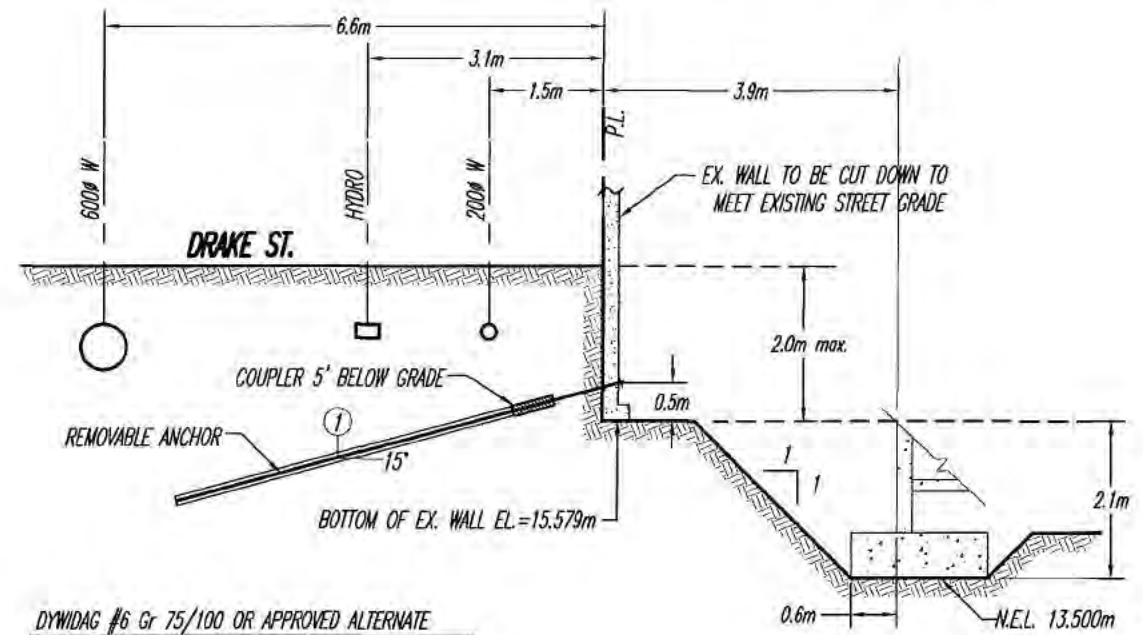 6.6m
3.1m
1.5m
3.9m
600ø W
HYDRO
200ø W
P.L.
EX. WALL TO BE CUT DOWN TO
MEET EXISTING STREET GRADE
DRAKE ST.
2.0m max.
COUPLER 5' BELOW GRADE
0.5m
1
REMOVABLE ANCHOR
15°
1
1
2.1m
BOTTOM OF EX. WALL EL.=15.579m
DYWIDAG #6 Gr 75/100 OR APPROVED ALTERNATE
0.6m
N.E.L. 13.500m